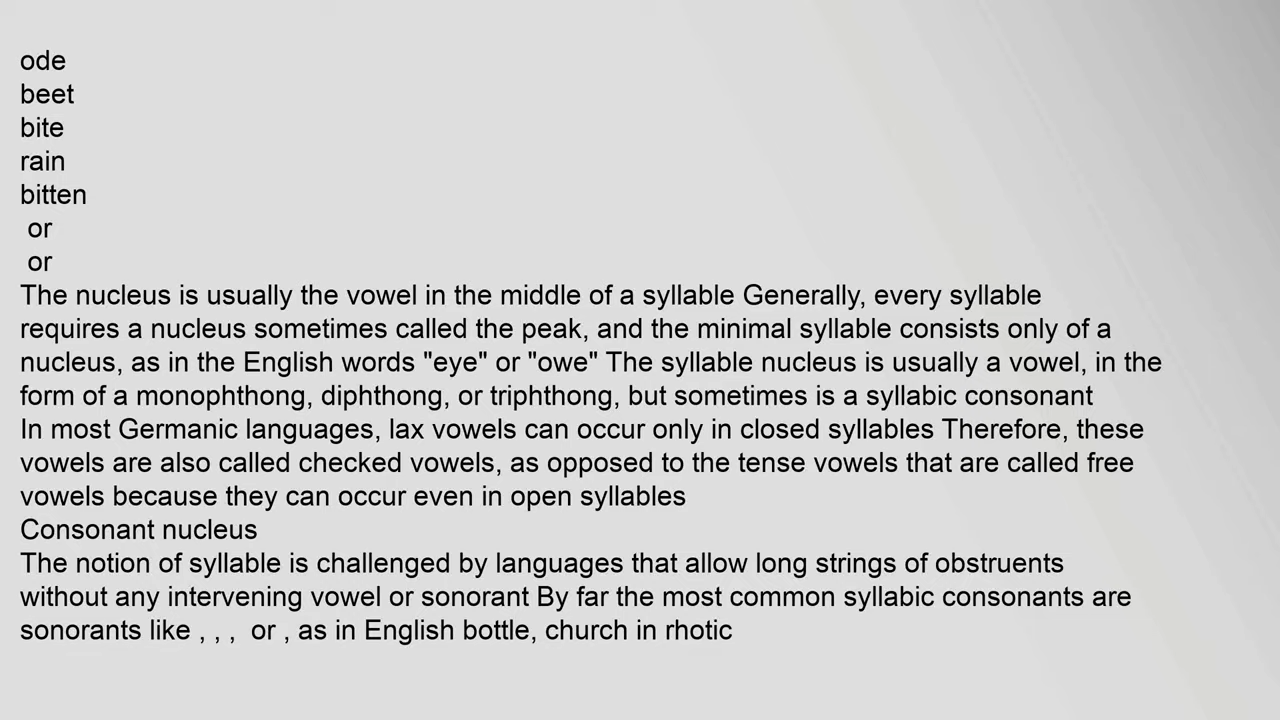 ode
beet
bite
rain
bitten
or
or
The nucleus is usually the vowel in the middle of a syllable Generally, every syllable
requires a nucleus sometimes called the peak, and the minimal syllable consists only of a
nucleus, as in the English words "eye" or "owe" The syllable nucleus is usually a vowel, in the
form of a monophthong, diphthong, or triphthong, but sometimes is a syllabic consonant
In most Germanic languages, lax vowels can occur only in closed syllables Therefore, these
vowels are also called checked vowels, as opposed to the tense vowels that are called free
vowels because they can occur even in open syllables
Consonant nucleus
The notion of syllable is challenged by languages that allow long strings of obstruents
without any intervening vowel or sonorant By far the most common syllabic consonants are
sonorants like , , ,  or , as in English bottle, church in rhotic